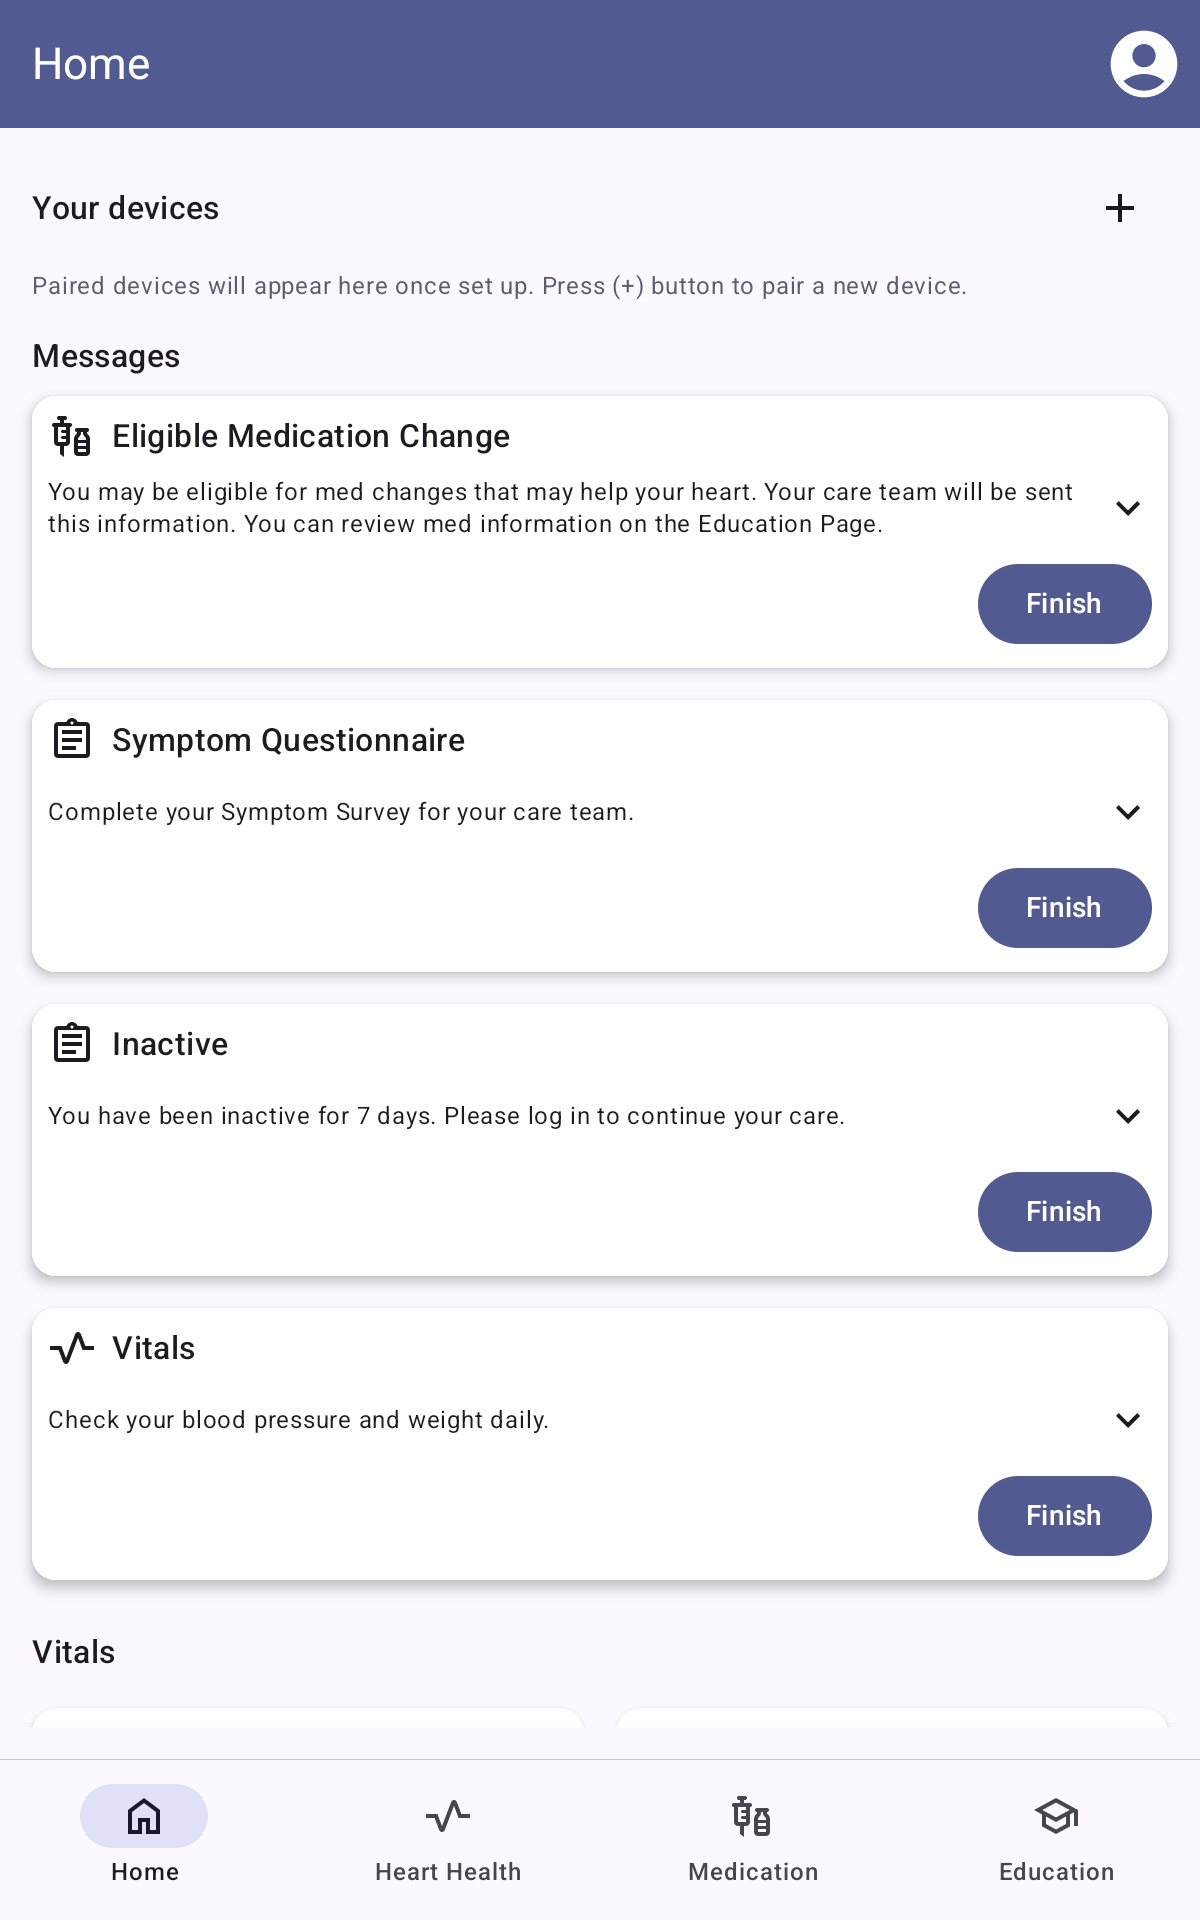 Home
Your devices
Paired devices will appear here once set up. Press (+) button to pair a new device.
Messages
Eligible Medication Change
You may be eligible for med changes that may help your heart. Your care team will be sent
this information. You can review med information on the Education Page.
Finish
Symptom Questionnaire
Complete your Symptom Survey for your care team.
Finish
Inactive
You have been inactive for 7 days. Please log in to continue your care.
Finish
Vitals
Check your blood pressure and weight daily.
Finish
Vitals
Home
Heart Health
Medication
Education